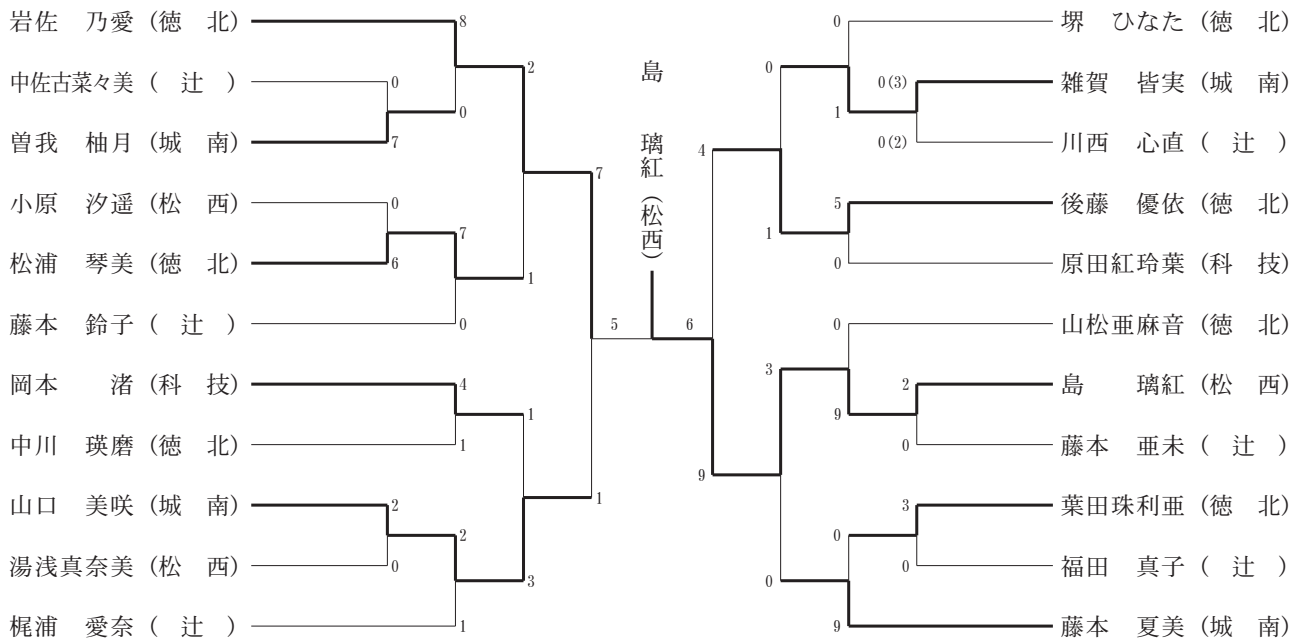 岩佐　乃愛（徳　北）
中佐古菜々美（　辻　）
曽我　柚月（城　南）
小原　汐遥（松　西）
松浦　琴美（徳　北）
藤本　鈴子（　辻　）
岡本　　渚（科　技）
中川　瑛磨（徳　北）
山口　美咲（城　南）
湯浅真奈美（松　西）
梶浦　愛奈（　辻　）
8
0
7
0
2
0
6
7
0
1
7
4
1
1
2
0
2
1
3
1
5
島　璃紅（松西）
6
4
9
0
1
0
0(3)
0(2)
1
5
0
3
0
2
0
9
0
3
0
0
9
堺　ひなた（徳　北）
雑賀　皆実（城　南）
川西　心直（　辻　）
後藤　優依（徳　北）
原田紅玲葉（科　技）
山松亜麻音（徳　北）
島　　璃紅（松　西）
藤本　亜未（　辻　）
葉田珠利亜（徳　北）
福田　真子（　辻　）
藤本　夏美（城　南）